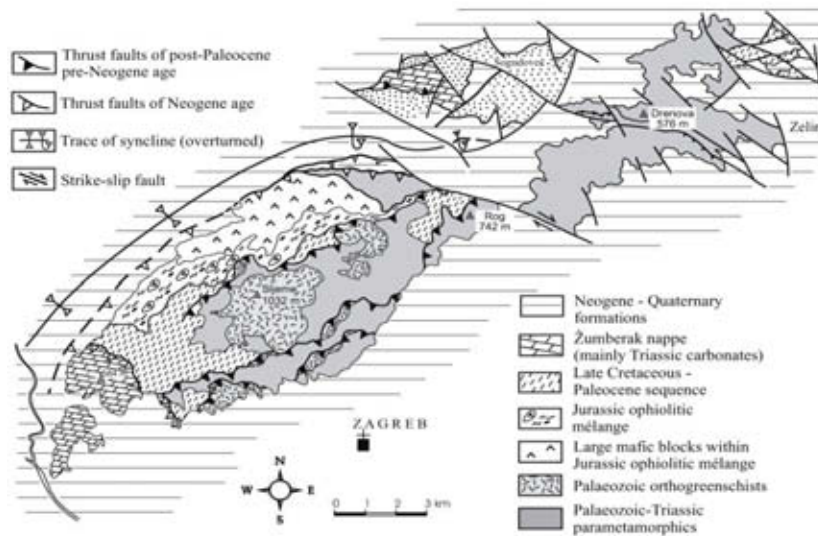 Thrust faults of post-Paleocene
pre-Neogene age
Thrust faults of Neogene age
Trace of syncline (overturned)
Strike-slip fault
Drenova
576 m
Rog
742 m
1032 m
ZAGREB
N
W
E
S
0 1 2 3 km
Neogene - Quaternary
formations
Žumberak nappe
(mainly Triassic carbonates)
Late Cretaceous -
Paleocene sequence
Jurassic ophiolitic
mélange
Large mafic blocks within
Jurassic ophiolitic mélange
Palaeozoic orthogreenschists
Palaeozoic-Triassic
parametamorphics